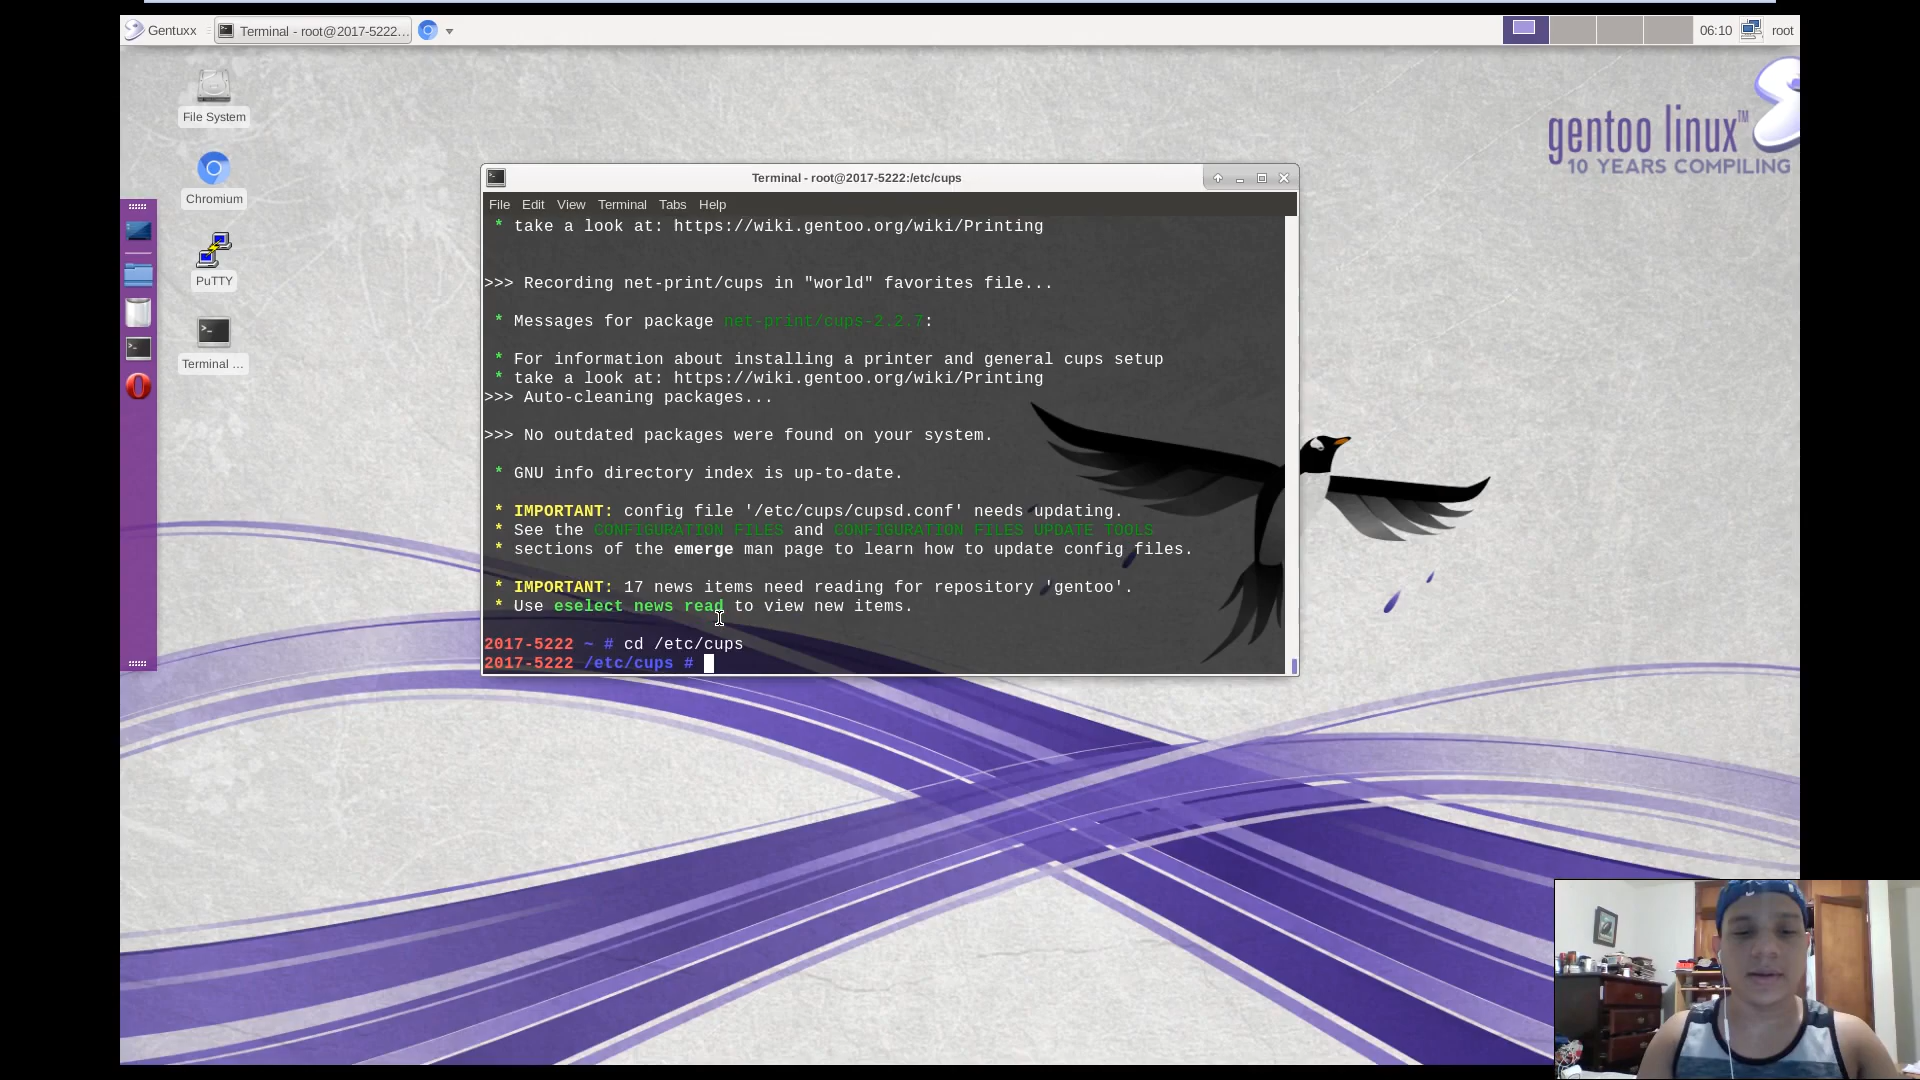 Gentuxx
Terminal - root@2017-5222...
06:10
root
File System
Chromium
PuTTY
Terminal ...
gentoo linux™
10 YEARS COMPILING
Terminal - root@2017-5222:/etc/cups
File Edit View Terminal Tabs Help
* take a look at: https://wiki.gentoo.org/wiki/Printing
>>> Recording net-print/cups in "world" favorites file...
* Messages for package net-print/cups-2.2.7:
* For information about installing a printer and general cups setup
* take a look at: https://wiki.gentoo.org/wiki/Printing
>>> Auto-cleaning packages...
>>> No outdated packages were found on your system.
* GNU info directory index is up-to-date.
* IMPORTANT: config file '/etc/cups/cupsd.conf' needs updating.
* See the CONFIGURATION FILES and CONFIGURATION FILES UPDATE TOOLS
* sections of the emerge man page to learn how to update config files.
* IMPORTANT: 17 news items need reading for repository 'gentoo'.
* Use eselect news read to view new items.
2017-5222 ~ # cd /etc/cups
2017-5222 /etc/cups #